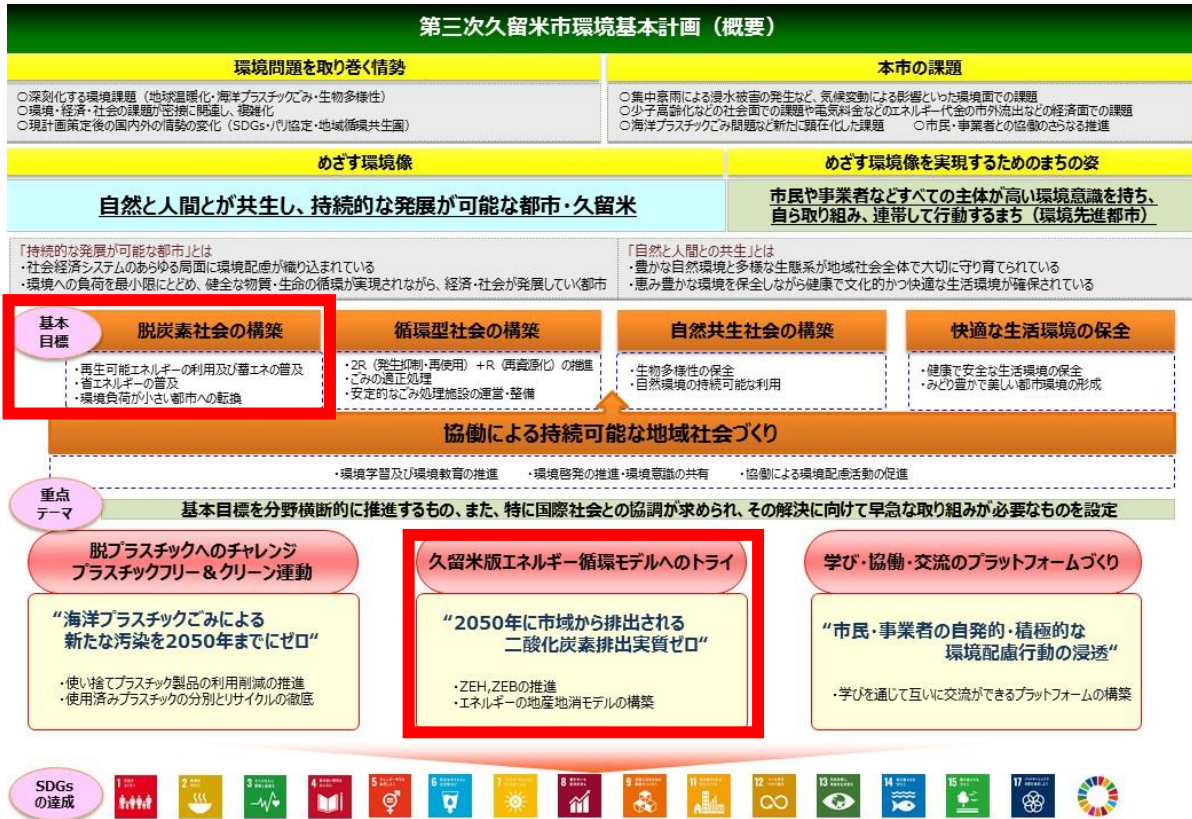 第三次久留米市環境基本計画（概要）
環境問題を取り巻く情勢
○深刻化する環境課題（地球温暖化・海洋プラスチックごみ・生物多様性）
○環境・経済・社会の課題が密接に関連し、複雑化
○現計画策定後の国内外の情勢の変化（SDGs・パリ協定・地域循環共生圏）
本市の課題
○集中豪雨による浸水被害の発生など、気候変動による影響といった環境面での課題
○少子高齢化などの社会面での課題や電気料金などのエネルギー代金の市外流出などの経済面での課題
○海洋プラスチックごみ問題など新たに顕在化した課題　○市民・事業者との協働のさらなる推進
めざす環境像
自然と人間とが共生し、持続的な発展が可能な都市・久留米
めざす環境像を実現するためのまちの姿
市民や事業者などすべての主体が高い環境意識を持ち、
自ら取り組み、連帯して行動するまち（環境先進都市）
「持続的な発展が可能な都市」とは
・社会経済システムのあらゆる局面に環境配慮が織り込まれている
・環境への負荷を最小限にとどめ、健全な物質・生命の循環が実現されながら、経済・社会が発展していく都市
「自然と人間との共生」とは
・豊かな自然環境と多様な生態系が地域社会全体で大切に守り育てられている
・恵み豊かな環境を保全しながら健康で文化的かつ快適な生活環境が確保されている
基本
目標
脱炭素社会の構築
・再生可能エネルギーの利用及び蓄エネの普及
・省エネルギーの普及
・環境負荷が小さい都市への転換
循環型社会の構築
・2R（発生抑制・再使用）+R（再資源化）の推進
・ごみの適正処理
・安定的なごみ処理施設の運営・整備
自然共生社会の構築
・生物多様性の保全
・自然環境の持続可能な利用
快適な生活環境の保全
・健康で安全な生活環境の保全
・みどり豊かで美しい都市環境の形成
協働による持続可能な地域社会づくり
・環境学習及び環境教育の推進　・環境啓発の推進・環境意識の共有　・協働による環境配慮活動の促進
重点
テーマ
基本目標を分野横断的に推進するもの、また、特に国際社会との協調が求められ、その解決に向けて早急な取り組みが必要なものを設定
脱プラスチックへのチャレンジ
プラスチックフリー＆クリーン運動
“海洋プラスチックごみによる
新たな汚染を2050年までにゼロ“
・使い捨てプラスチック製品の利用削減の推進
・使用済みプラスチックの分別とリサイクルの徹底
久留米版エネルギー循環モデルへのトライ
“2050年に市域から排出される
二酸化炭素排出実質ゼロ“
・ZEH,ZEBの推進
・エネルギーの地産地消モデルの構築
学び・協働・交流のプラットフォームづくり
“市民・事業者の自発的・積極的な
環境配慮行動の浸透“
・学びを通じて互いに交流ができるプラットフォームの構築
SDGs
の達成
1
2
3
4
5
6
7
8
9
11
12
13
14
15
17